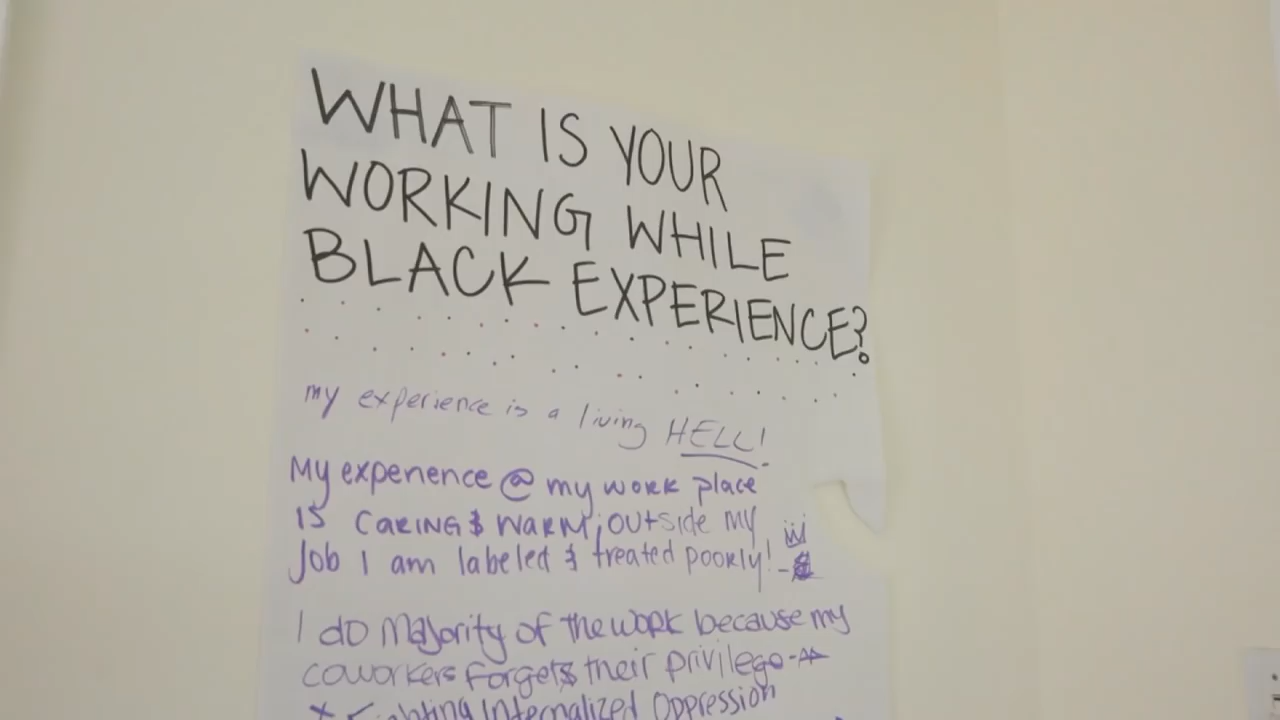 WHAT IS YOUR
WORKING WHILE
BLACK EXPERIENCE?
my experience is a living HELL!
My experience @ my work place
is CARING & WARM, outside my
Job I am labeled & treated poorly!
I do Majority of the work because my
coworkers forgets their privilege
Internalized Oppression